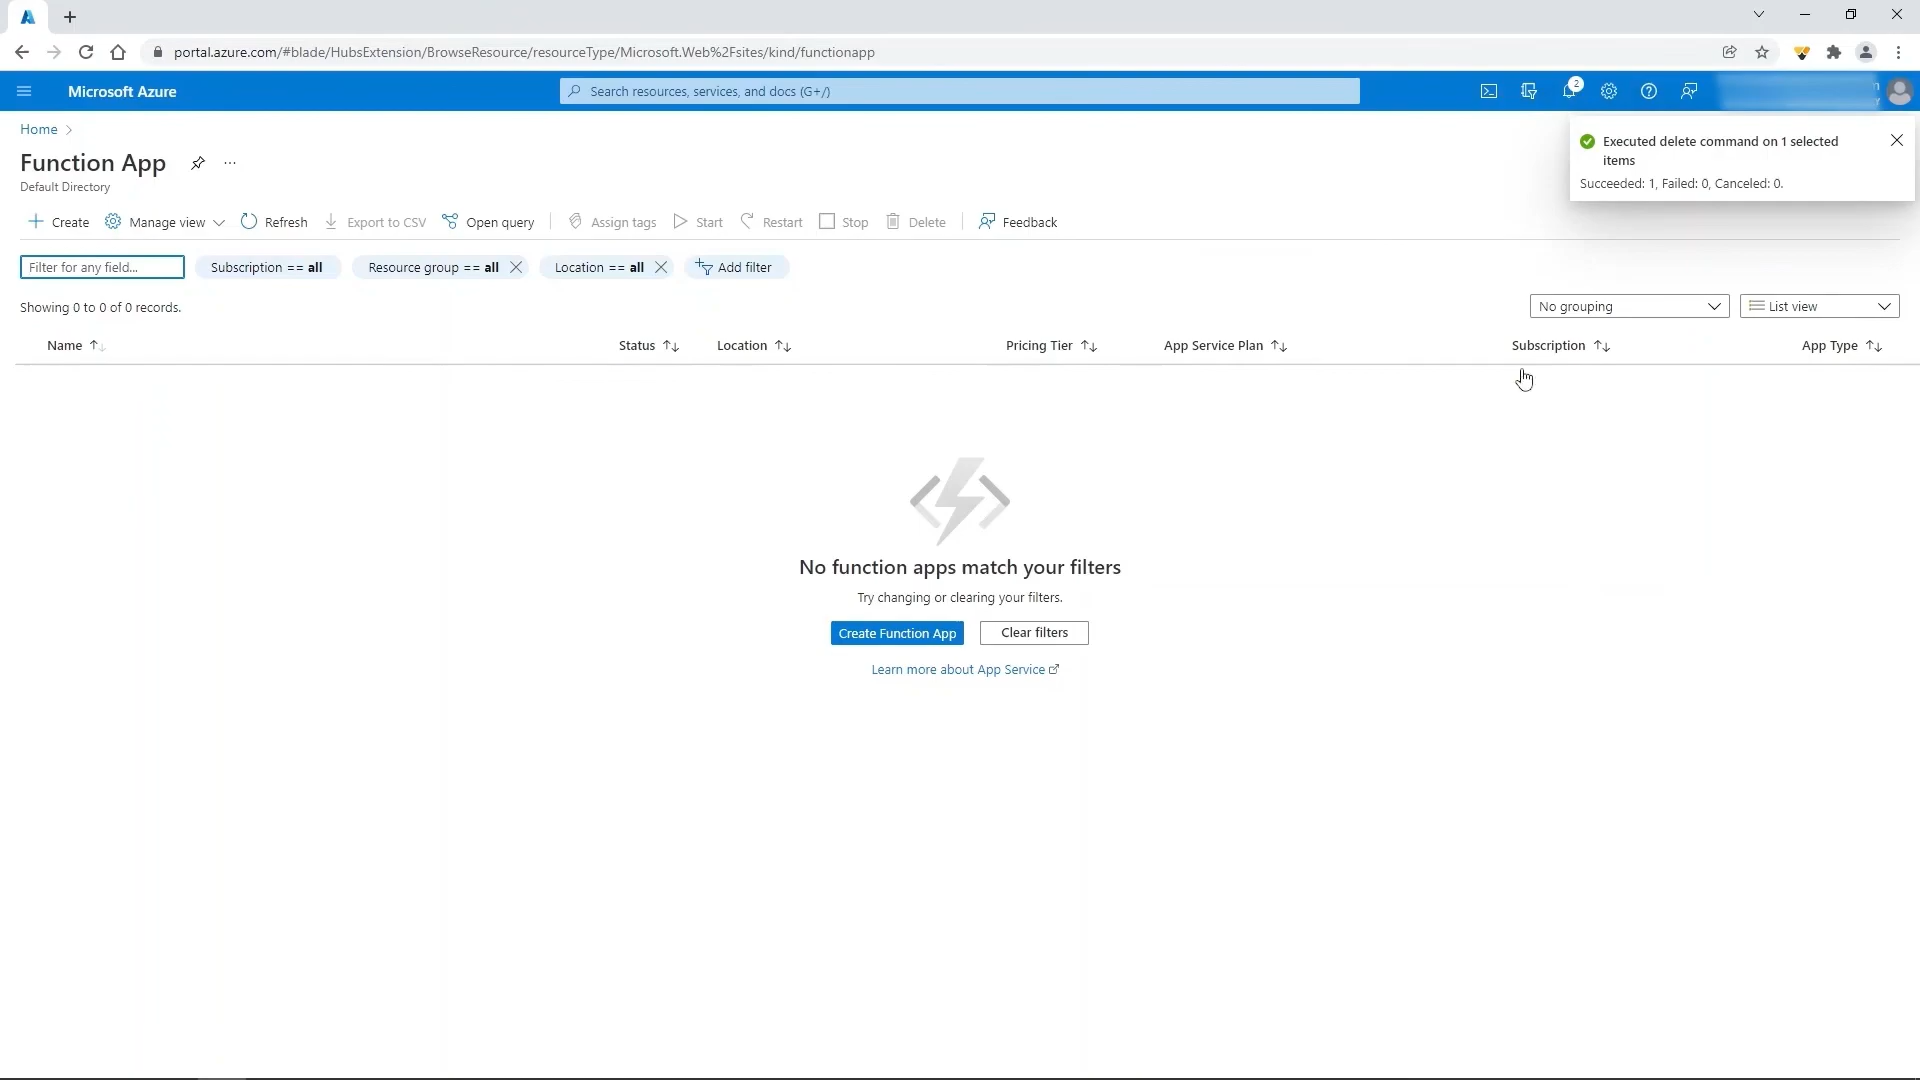 portal.azure.com/#blade/HubsExtension/BrowseResource/resourceType/Microsoft.Web%2Fsites/kind/functionapp
Microsoft Azure
Search resources, services, and docs (G+/)
2
Home
Function App
Default Directory
Executed delete command on 1 selected
items
Succeeded: 1, Failed: 0, Canceled: 0.
Create Manage view Refresh Export to CSV Open query Assign tags Start Restart Stop Delete Feedback
Filter for any field... Subscription == all Resource group == all Location == all Add filter
Showing 0 to 0 of 0 records. No grouping List view
Name Status Location Pricing Tier App Service Plan Subscription App Type
No function apps match your filters
Try changing or clearing your filters.
Create Function App Clear filters
Learn more about App Service